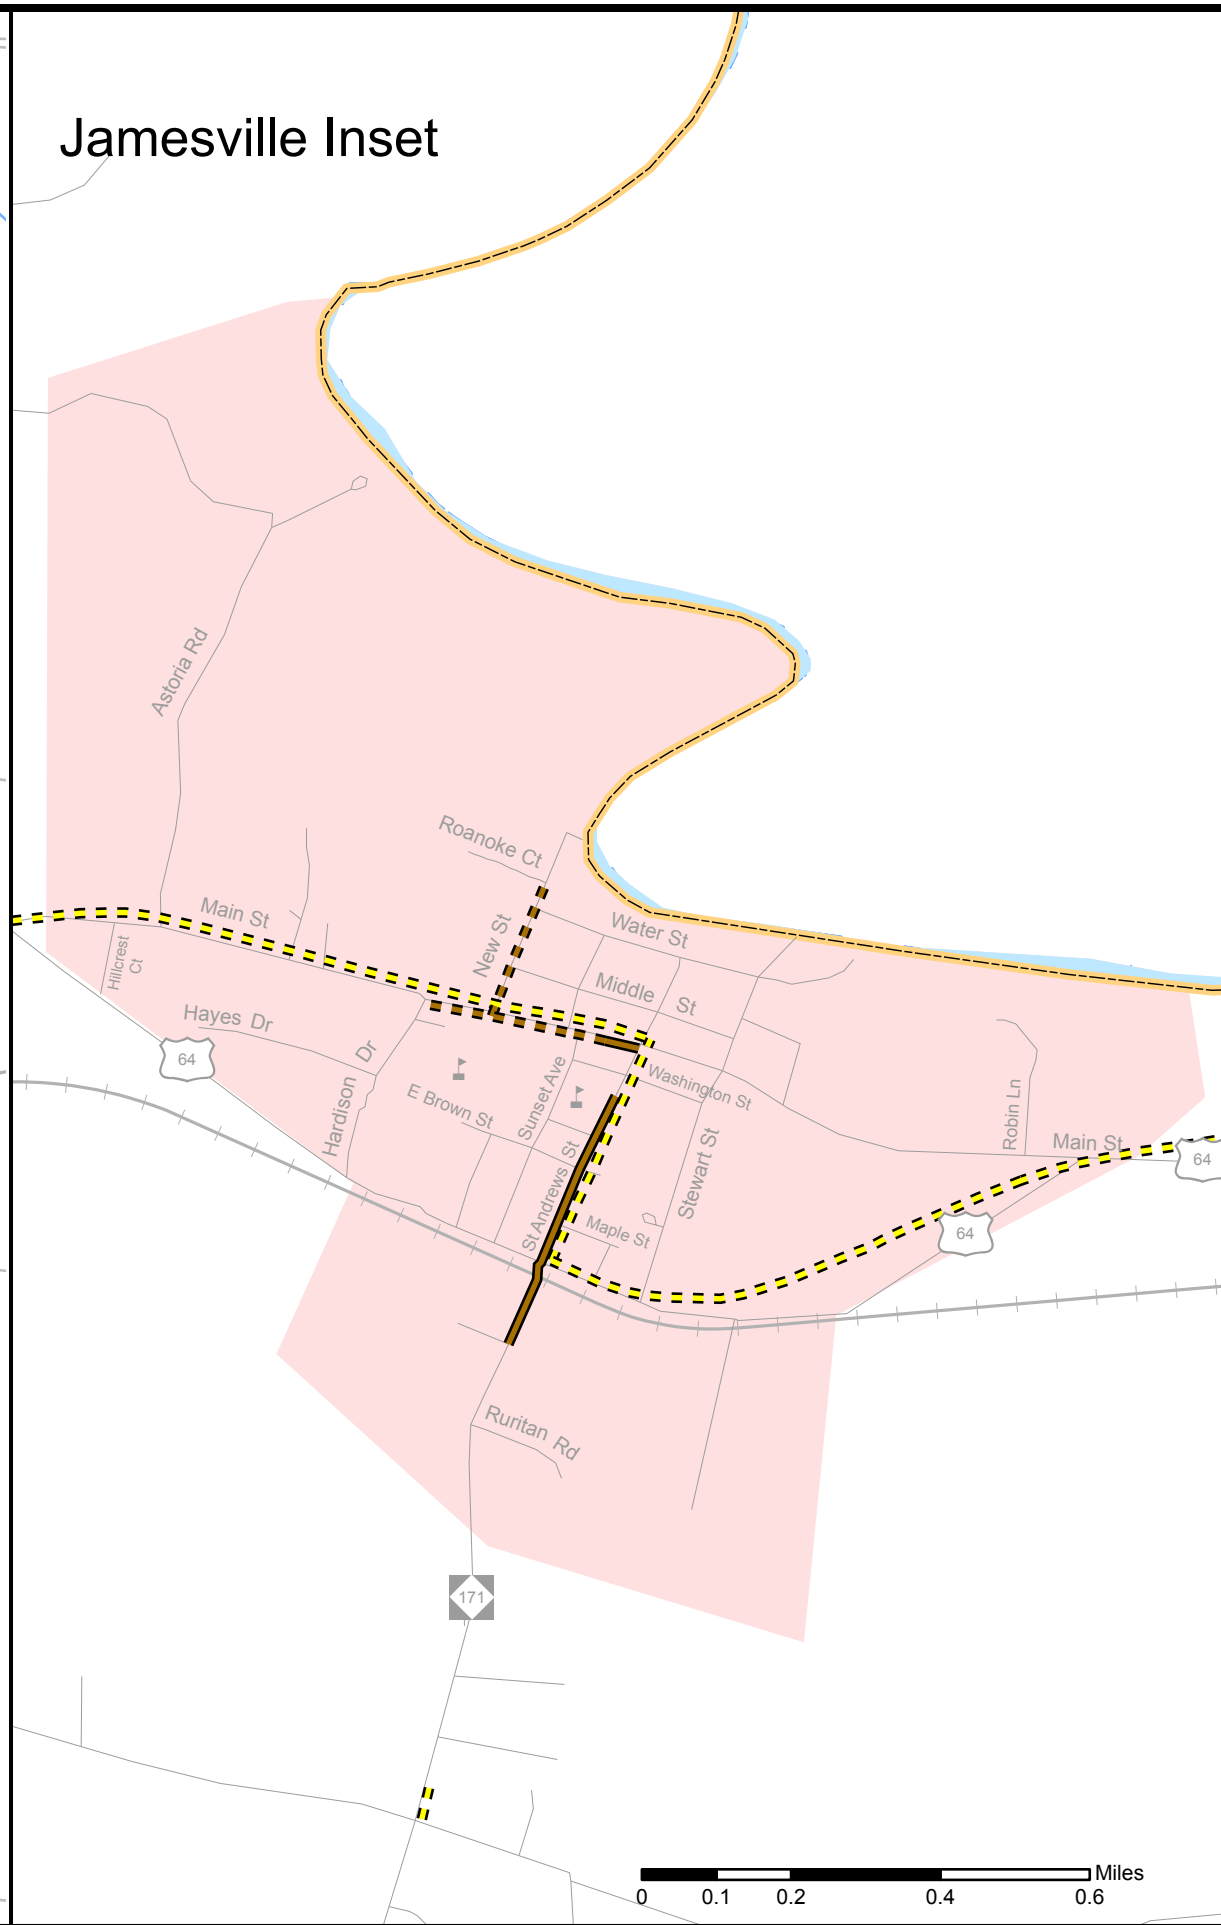 Jamesville Inset
Astoria Rd
Roanoke Ct
Main St
New St
Water St
Hillcrest
Ct
Middle St
Hayes Dr
64
Hardison Dr
E Brown St
Sunset Ave
Washington St
Robin Ln
Main St
64
St Andrews St
Stewart St
Maple St
64
Ruritan Rd
171
Miles
0 0.1 0.2 0.4 0.6